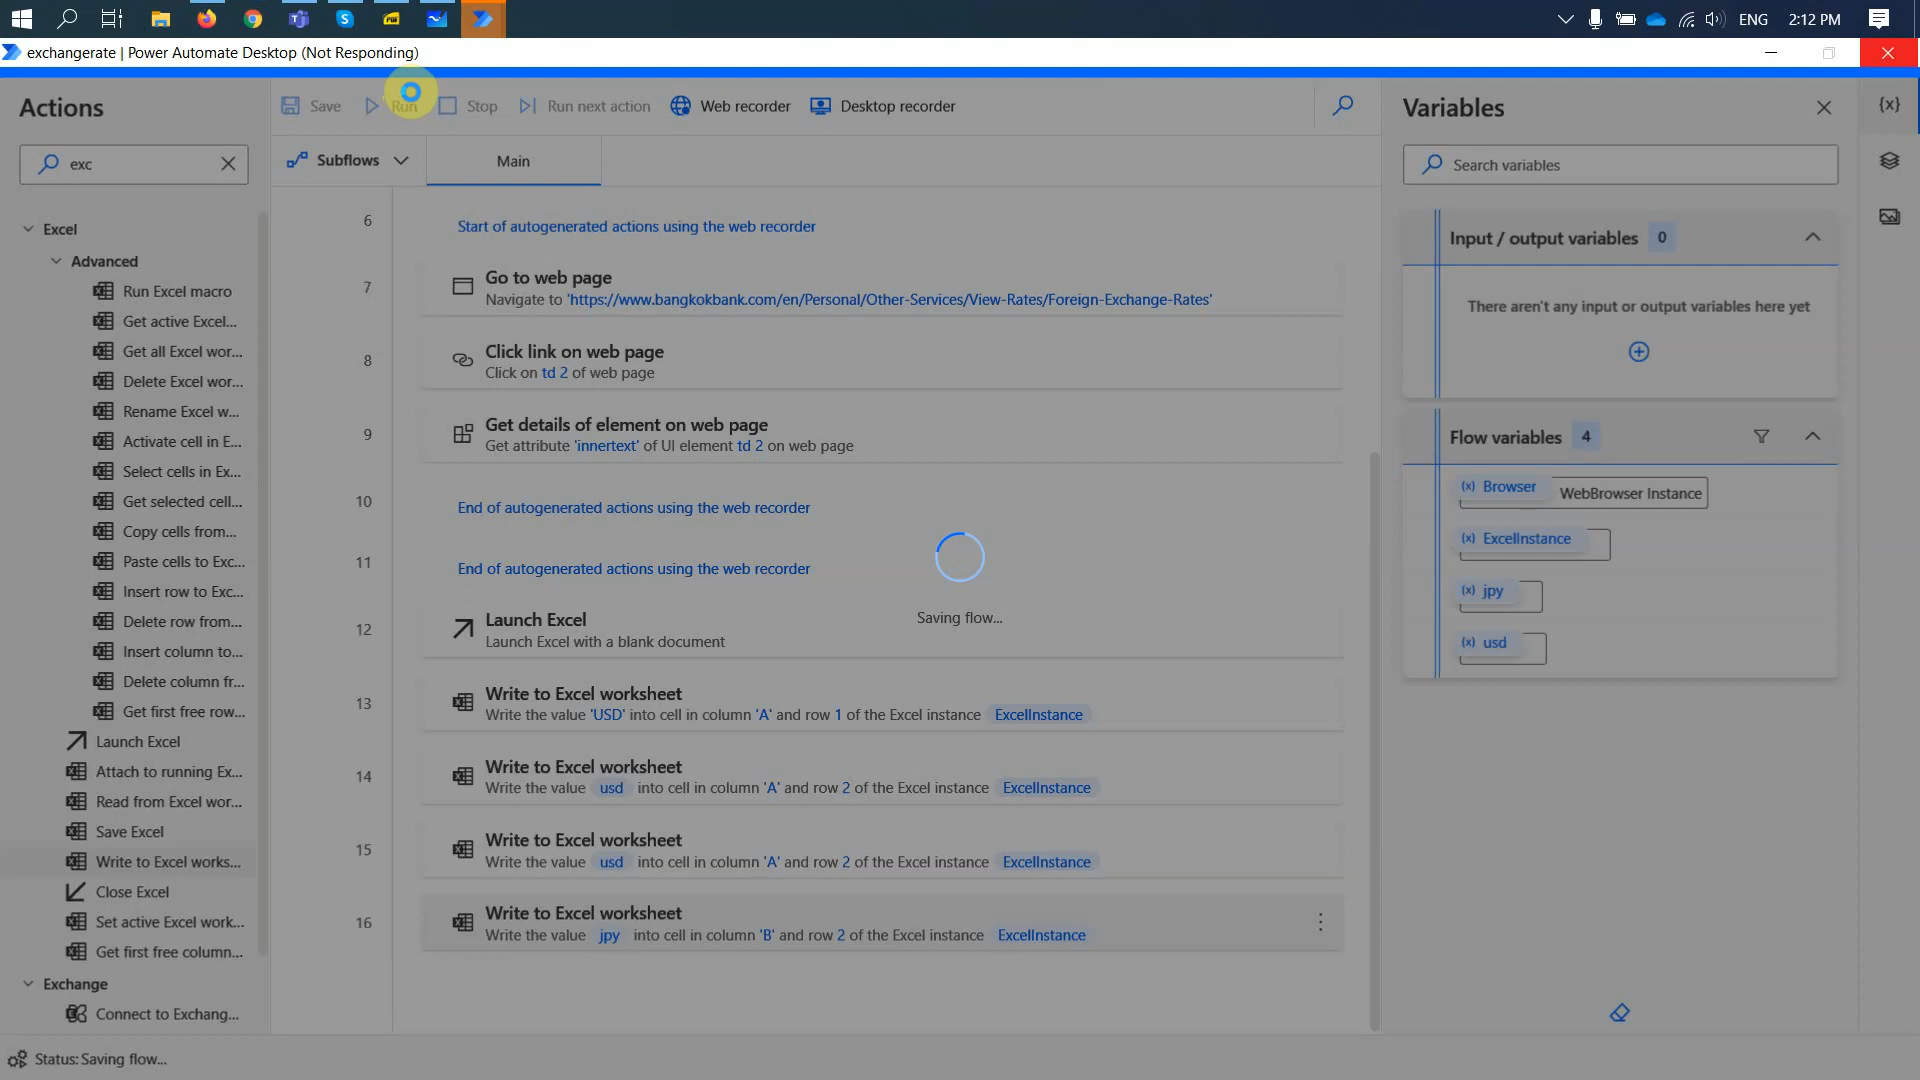 ENG
2:12 PM
exchangerate | Power Automate Desktop (Not Responding)
Actions
exc
Excel
Advanced
Run Excel macro
Get active Excel...
Get all Excel wor...
Delete Excel wor...
Rename Excel w...
Activate cell in E...
Select cells in Ex...
Get selected cell...
Copy cells from...
Paste cells to Exc...
Insert row to Exc...
Delete row from...
Insert column to...
Delete column fr...
Get first free row...
Launch Excel
Attach to running Ex...
Read from Excel wor...
Save Excel
Write to Excel works...
Close Excel
Set active Excel work...
Get first free column...
Exchange
Connect to Exchang...
Save
Run
Stop
Run next action
Web recorder
Desktop recorder
Subflows
Main
6
Start of autogenerated actions using the web recorder
7
Go to web page
Navigate to 'https://www.bangkokbank.com/en/Personal/Other-Services/View-Rates/Foreign-Exchange-Rates'
8
Click link on web page
Click on td 2 of web page
9
Get details of element on web page
Get attribute 'innertext' of UI element td 2 on web page
10
End of autogenerated actions using the web recorder
11
End of autogenerated actions using the web recorder
12
Launch Excel
Launch Excel with a blank document
Saving flow...
13
Write to Excel worksheet
Write the value 'USD' into cell in column 'A' and row 1 of the Excel instance ExcelInstance
14
Write to Excel worksheet
Write the value usd into cell in column 'A' and row 2 of the Excel instance ExcelInstance
15
Write to Excel worksheet
Write the value usd into cell in column 'A' and row 2 of the Excel instance ExcelInstance
16
Write to Excel worksheet
Write the value jpy into cell in column 'B' and row 2 of the Excel instance ExcelInstance
Variables
{x}
Search variables
Input / output variables 0
There aren't any input or output variables here yet
Flow variables 4
(x) Browser WebBrowser Instance
(x) ExcelInstance
(x) jpy
(x) usd
Status: Saving flow...